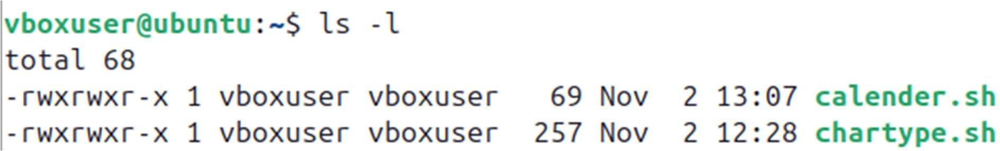 vboxuser@ubuntu:~$ ls -l
total 68
-rwxrwxr-x 1 vboxuser vboxuser   69 Nov  2 13:07 calender.sh
-rwxrwxr-x 1 vboxuser vboxuser  257 Nov  2 12:28 chartype.sh